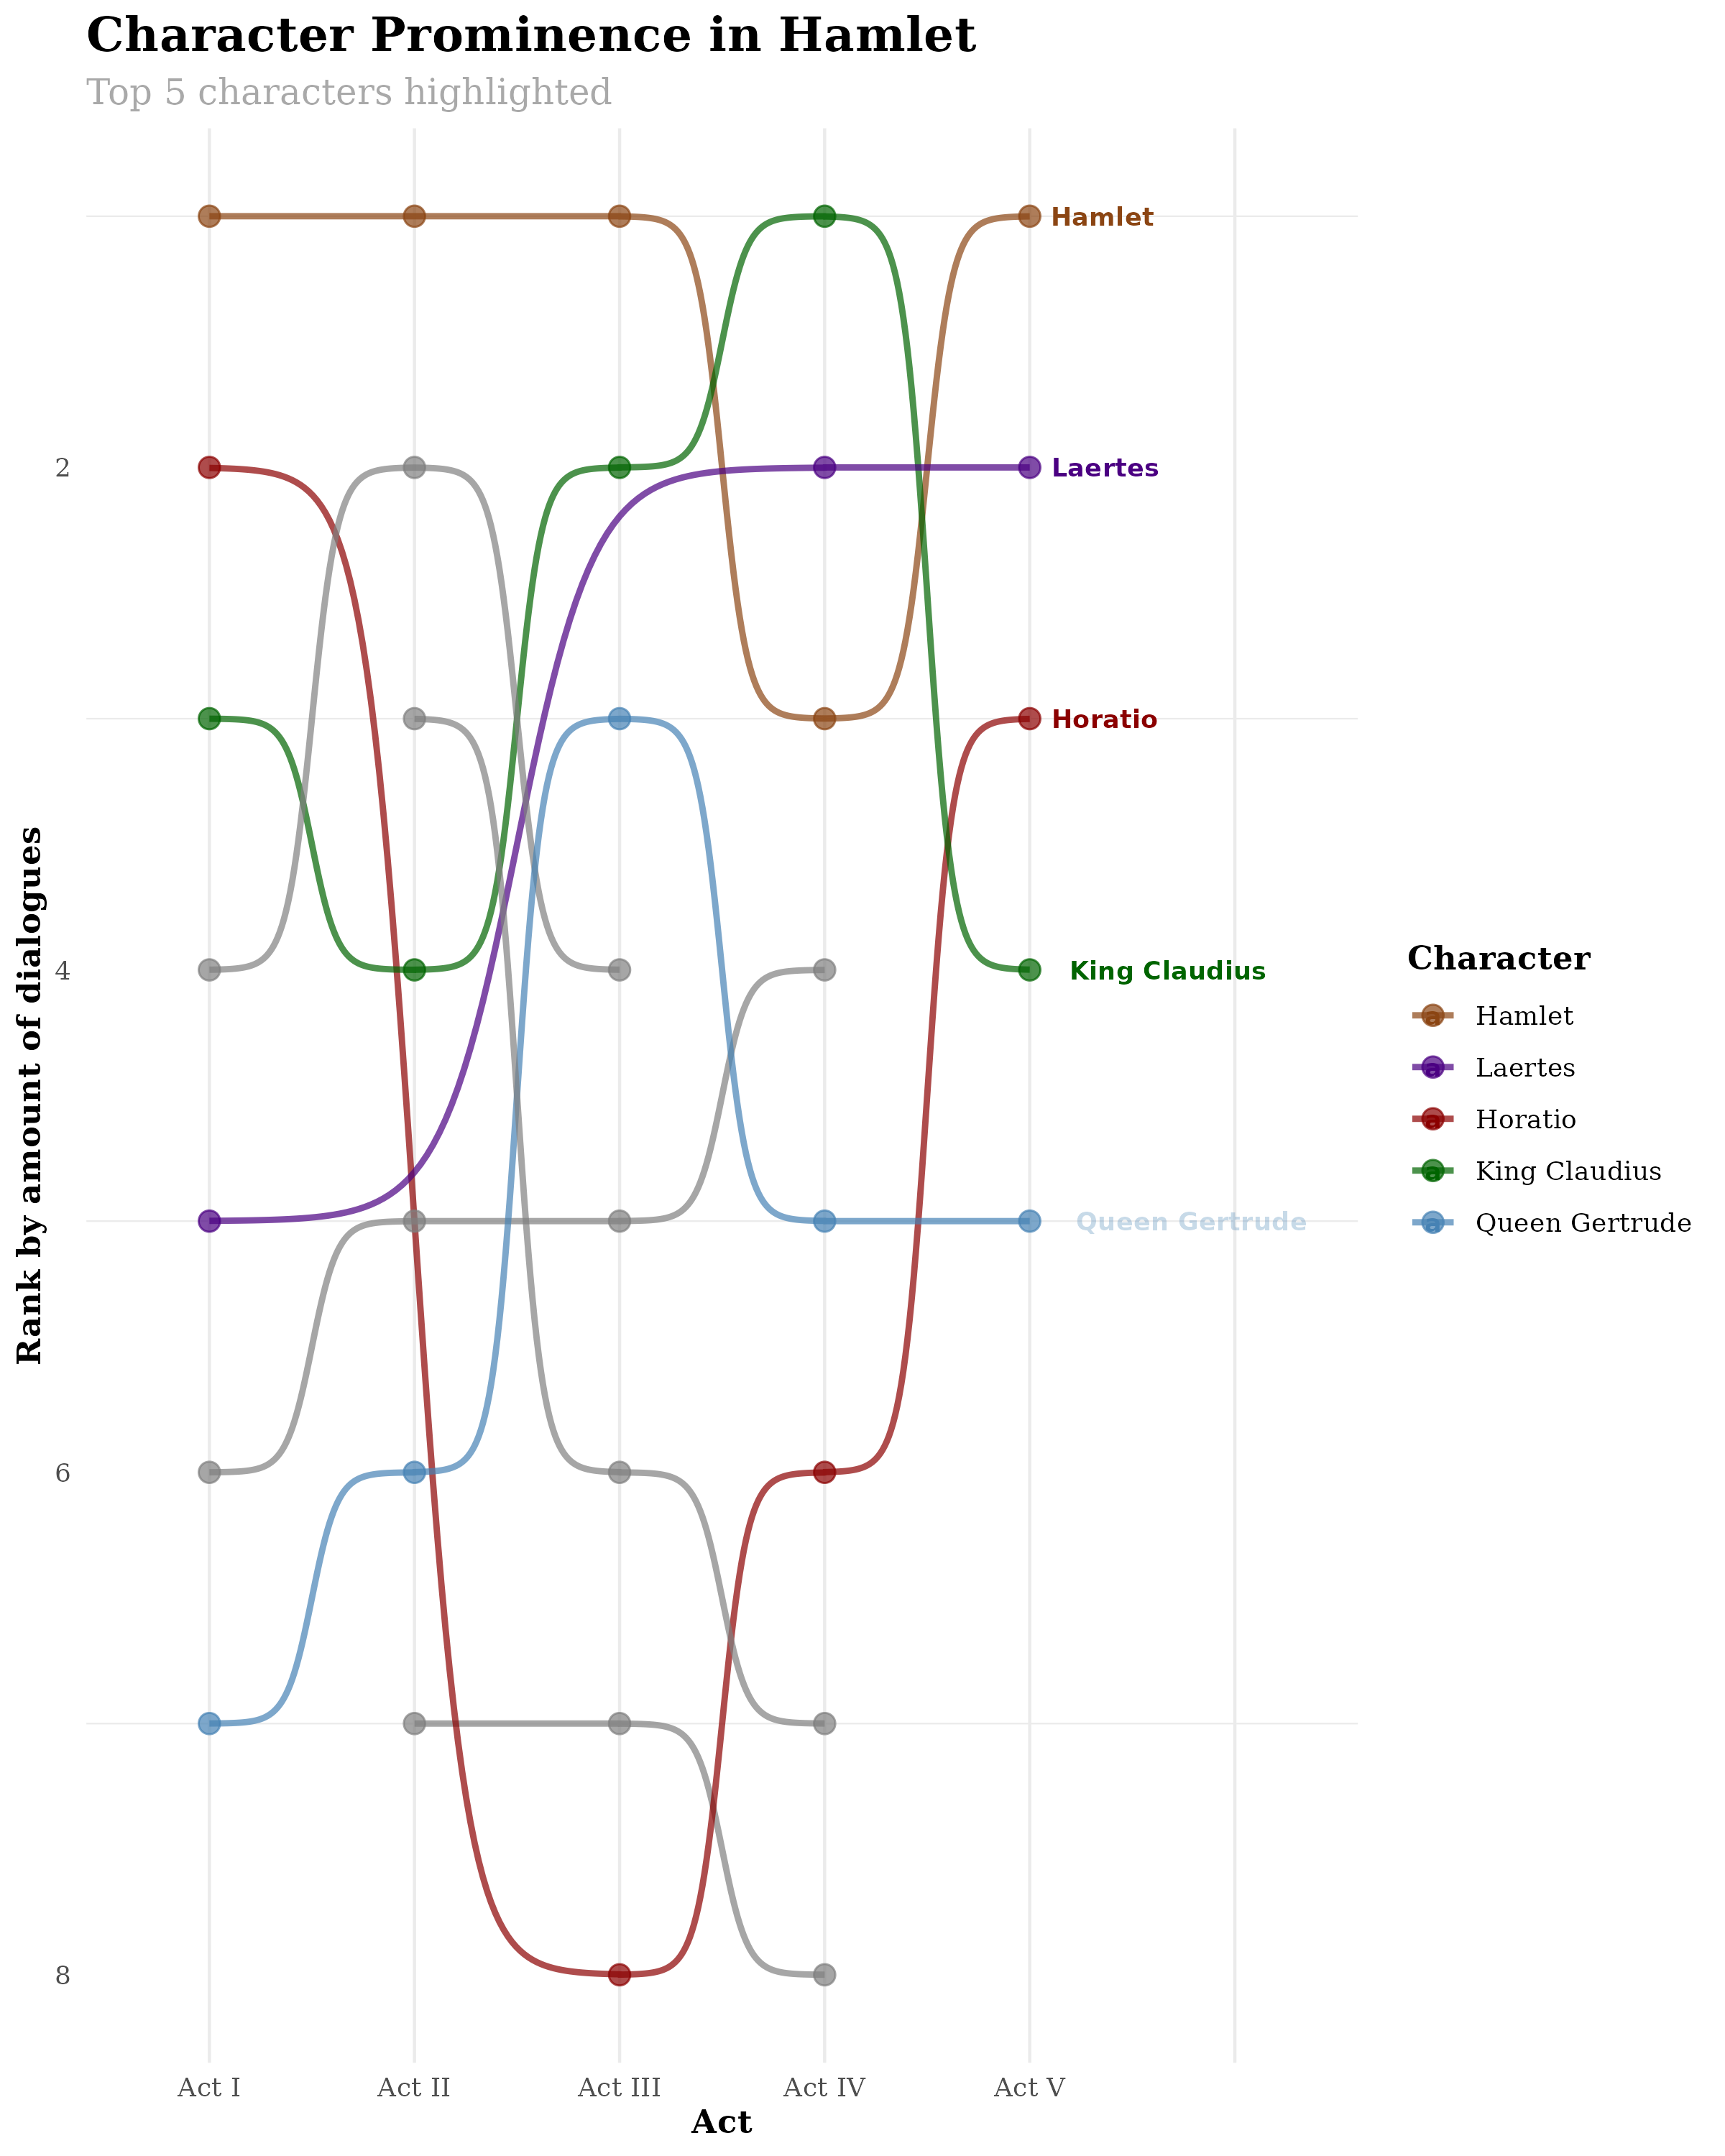 Character Prominence in Hamlet
Top 5 characters highlighted
Rank by amount of dialogues
2
4
6
8
Hamlet
Laertes
Horatio
King Claudius
Queen Gertrude
Act I
Act II
Act III
Act IV
Act V
Act
Character
a Hamlet
a Laertes
a Horatio
a King Claudius
a Queen Gertrude